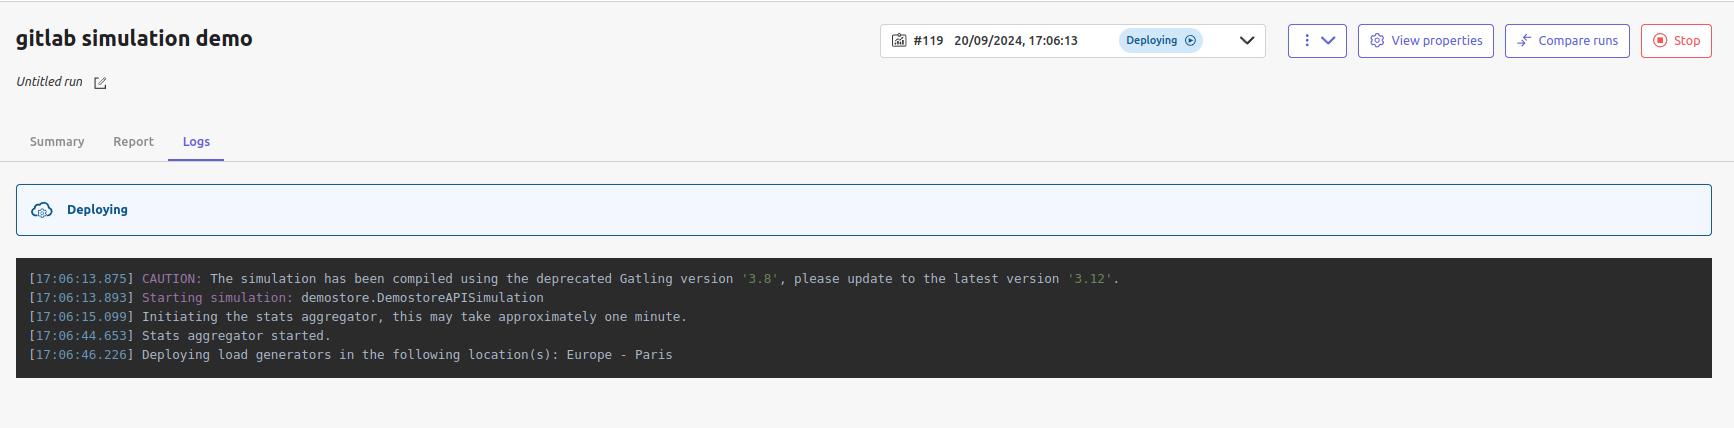 gitlab simulation demo
#119 20/09/2024, 17:06:13 Deploying
View properties
Compare runs
Stop
Untitled run
Summary Report Logs
Deploying
[17:06:13.875] CAUTION: The simulation has been compiled using the deprecated Gatling version '3.8', please update to the latest version '3.12'.
[17:06:13.893] Starting simulation: demostore.DemostoreAPISimulation
[17:06:15.099] Initiating the stats aggregator, this may take approximately one minute.
[17:06:44.653] Stats aggregator started.
[17:06:46.226] Deploying load generators in the following location(s): Europe - Paris